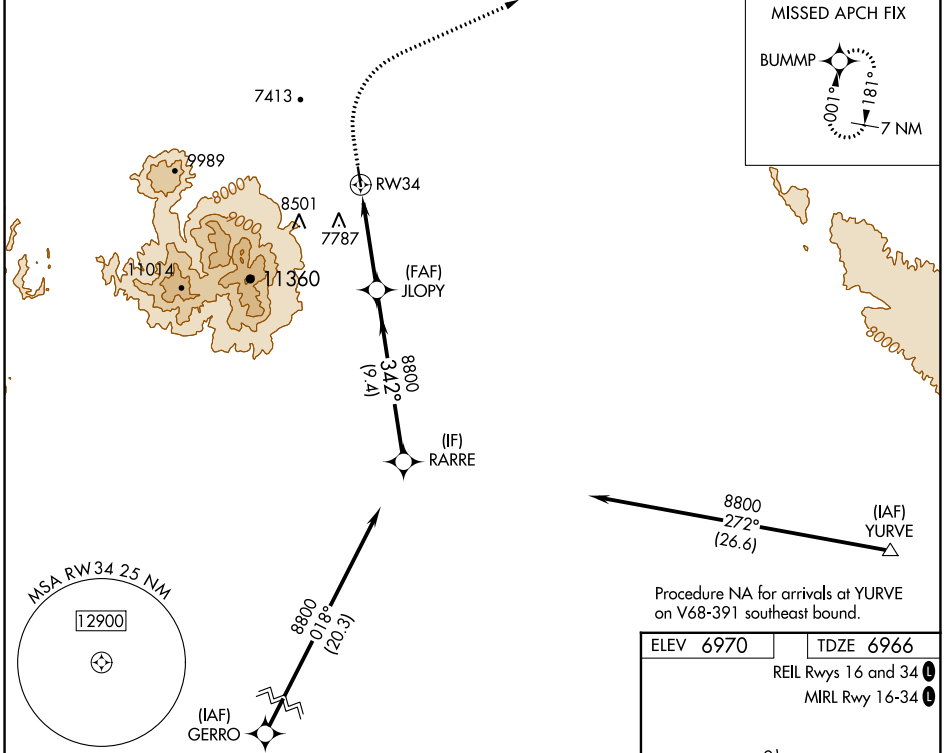 MISSED APCH FIX
BUMMP
001°
181°
7 NM
7413
9989
RW34
8000
9000
8501
7787
11014
11360
(FAF)
JLOPY
8000
8800
342°
(9.4)
(IF)
RARRE
8800
272°
(26.6)
(IAF)
YURVE
MSA RW34 25 NM
12900
8800
018°
(20.3)
(IAF)
GERRO
Procedure NA for arrivals at YURVE
on V68-391 southeast bound.
ELEV 6970
TDZE 6966
REIL Rwys 16 and 34 L
MIRL Rwy 16-34 L